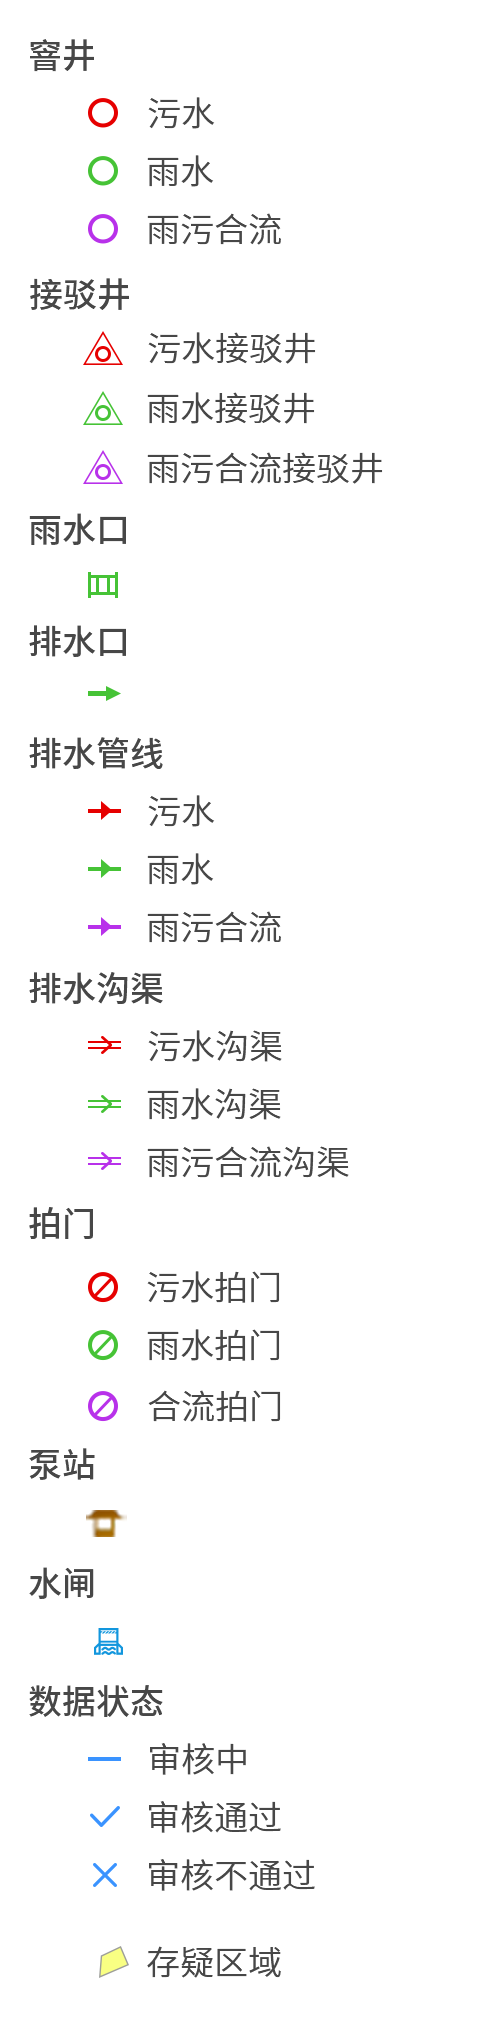 窨井
污水
雨水
雨污合流
接驳井
污水接驳井
雨水接驳井
雨污合流接驳井
雨水口
排水口
排水管线
污水
雨水
雨污合流
排水沟渠
污水沟渠
雨水沟渠
雨污合流沟渠
拍门
污水拍门
雨水拍门
合流拍门
泵站
水闸
数据状态
审核中
审核通过
审核不通过
存疑区域